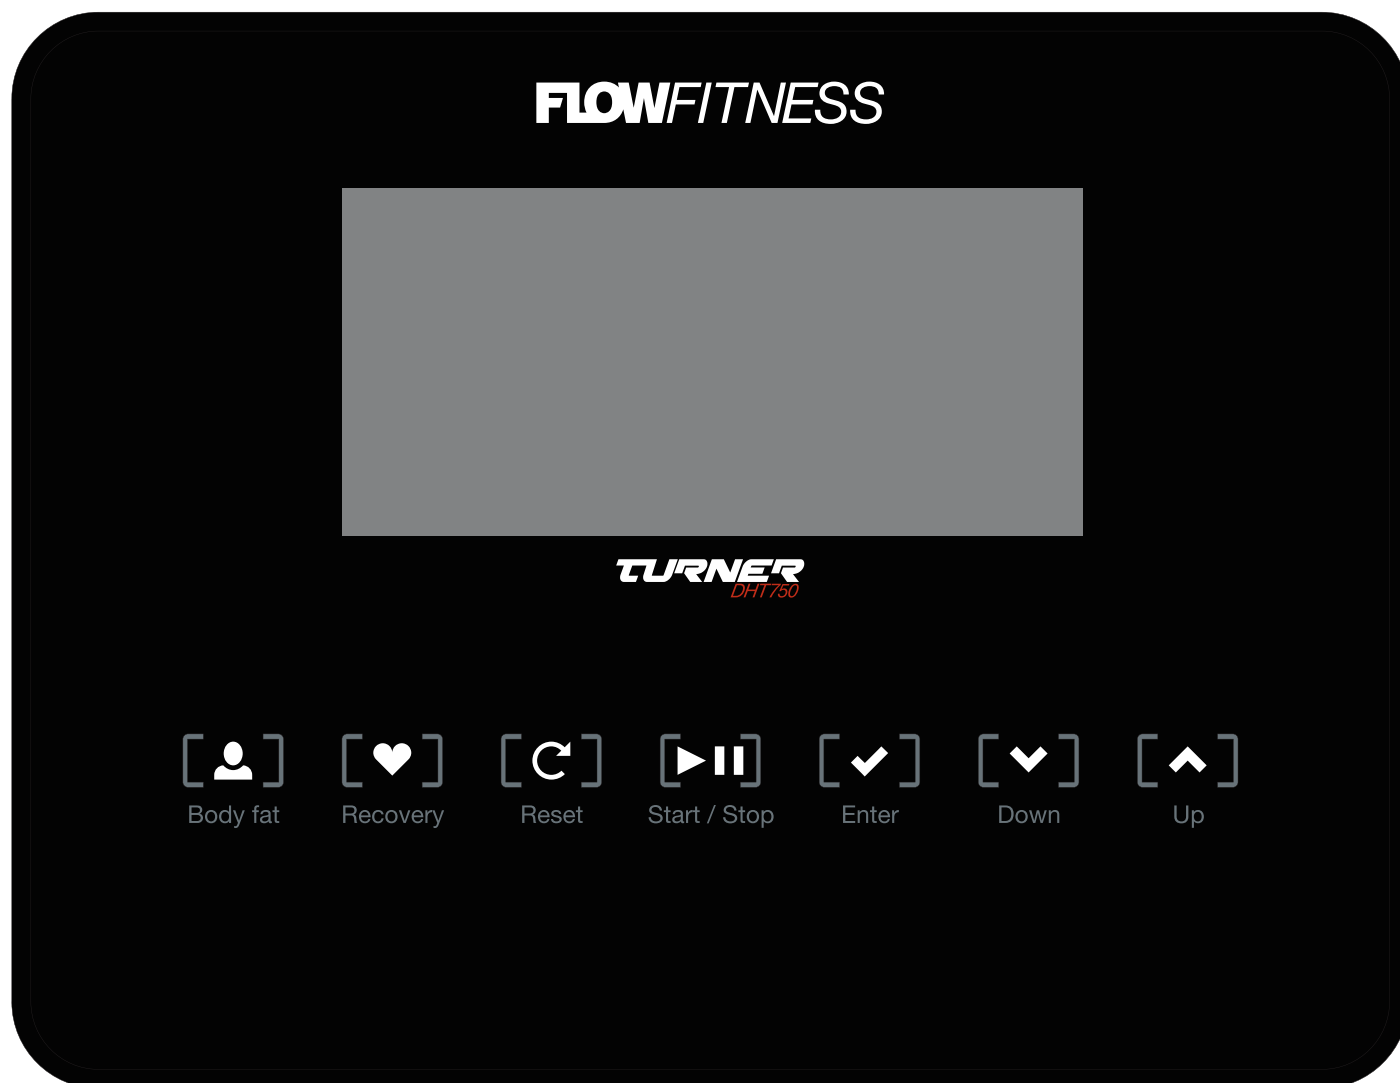 FLOWFITNESS
TURNER
DHT750
Body fat Recovery Reset Start / Stop Enter Down Up